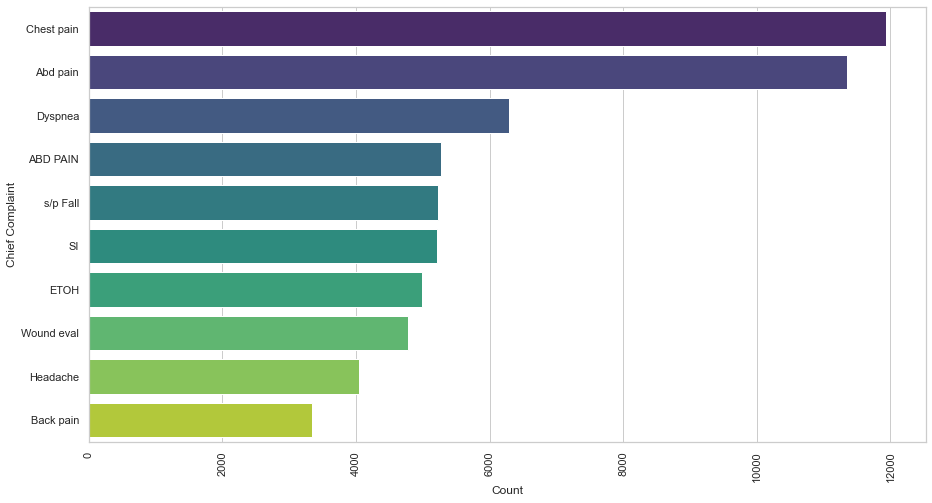 Chest pain
Abd pain
Dyspnea
ABD PAIN
s/p Fall
SI
ETOH
Wound eval
Headache
Back pain
Chief Complaint
0
2000
4000
6000
8000
10000
12000
Count